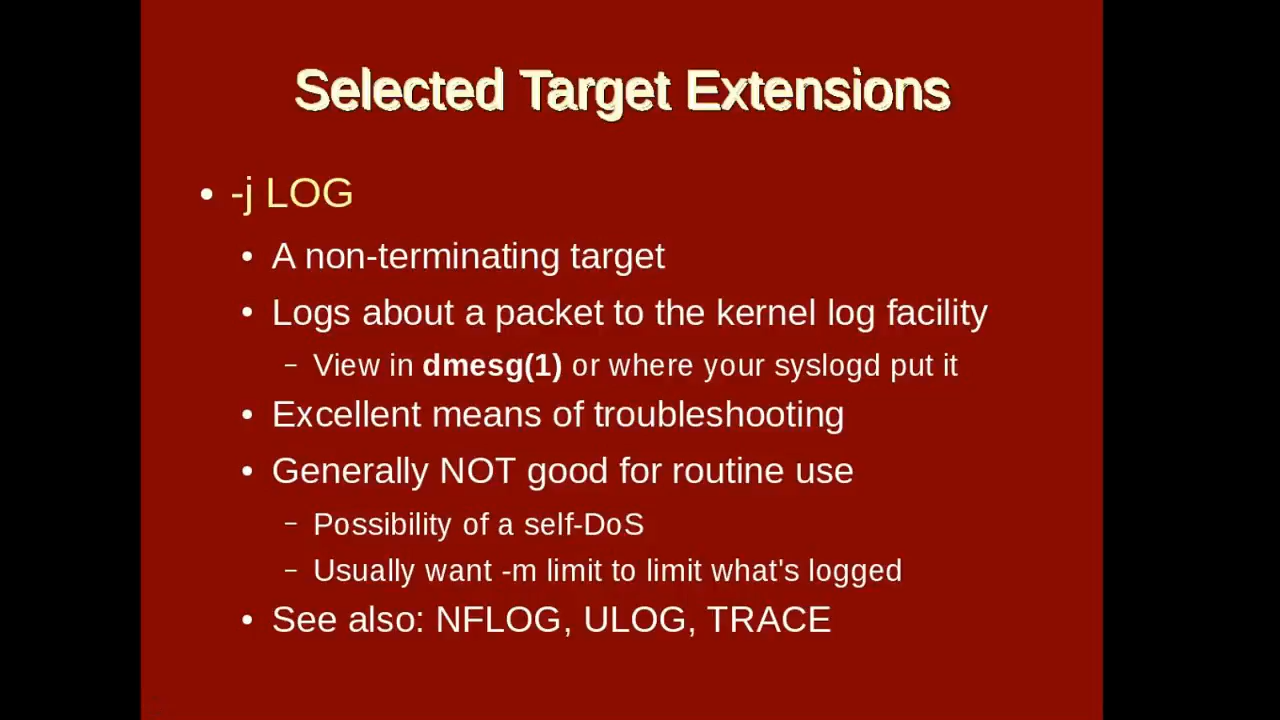 Selected Target Extensions
• -j LOG
• A non-terminating target
• Logs about a packet to the kernel log facility
– View in dmesg(1) or where your syslogd put it
• Excellent means of troubleshooting
• Generally NOT good for routine use
– Possibility of a self-DoS
– Usually want -m limit to limit what's logged
• See also: NFLOG, ULOG, TRACE